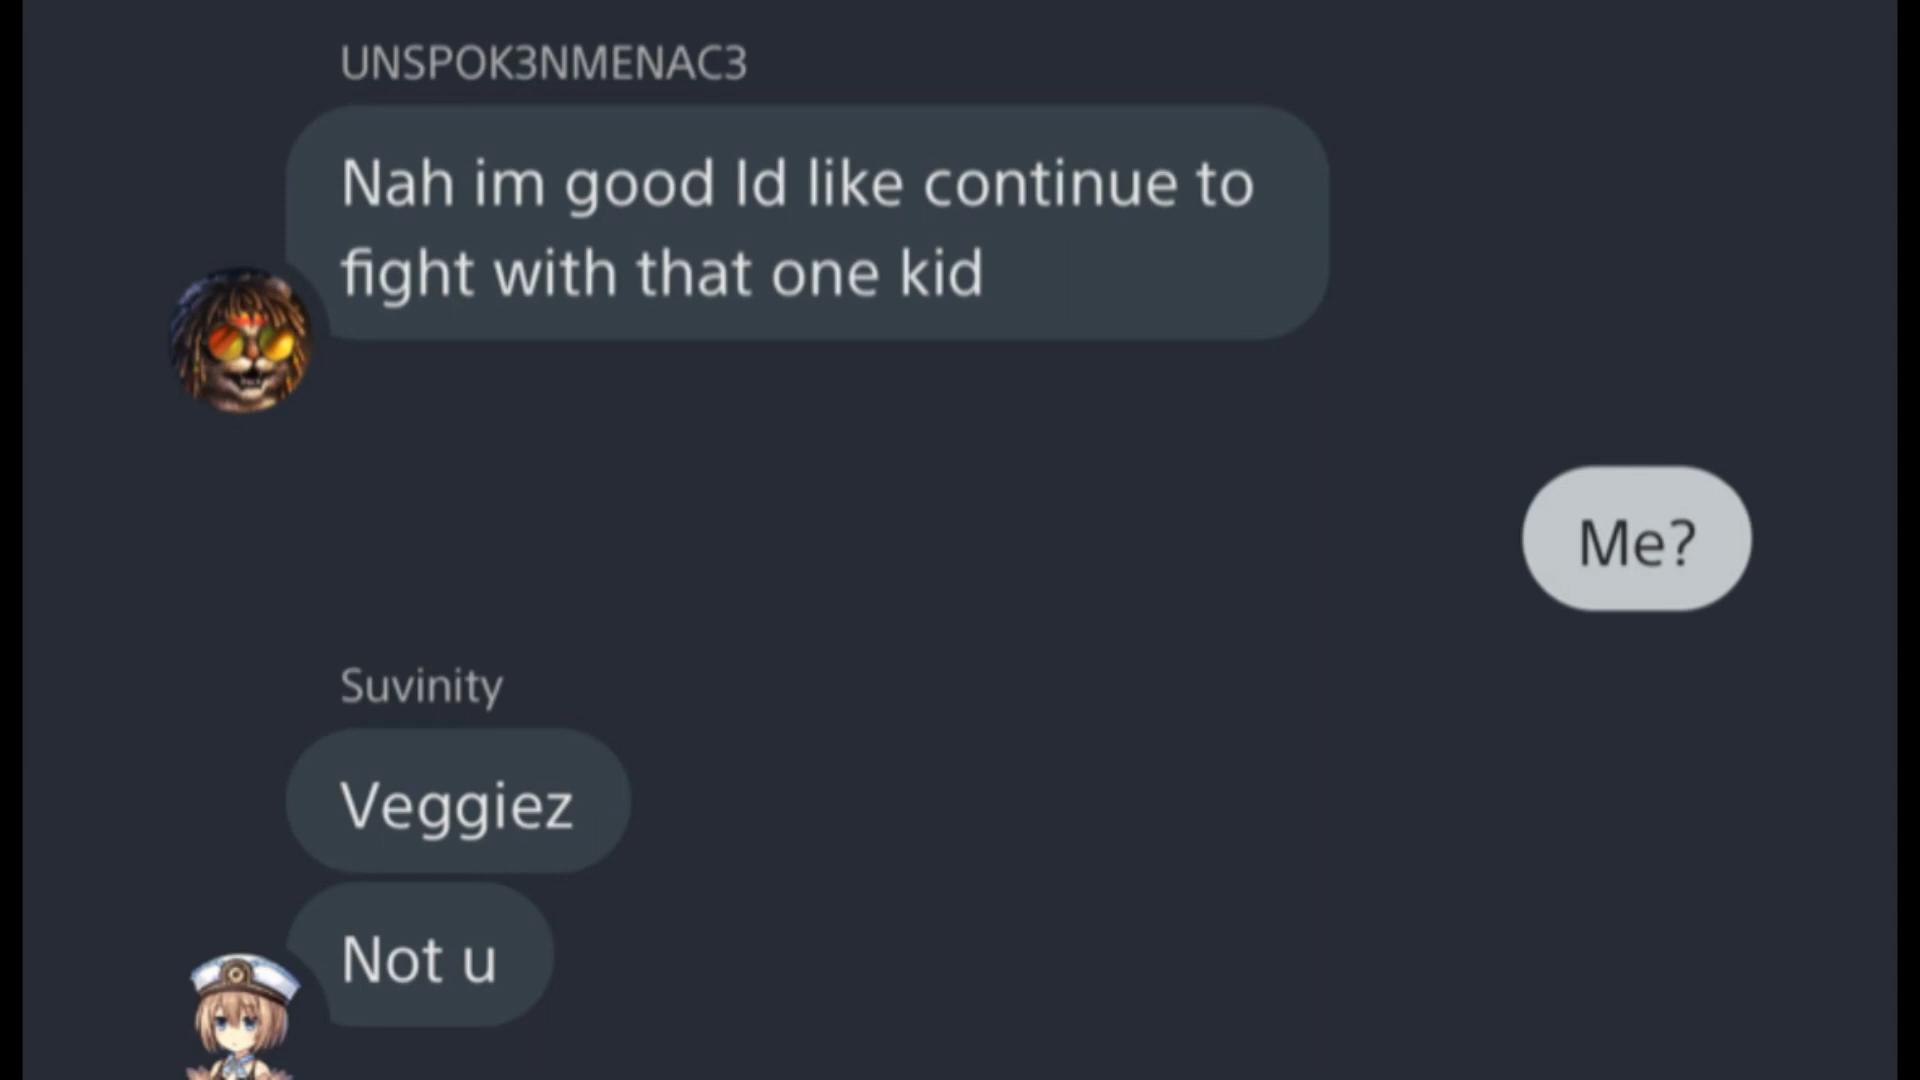 UNSPOK3NMENAC3
Nah im good Id like continue to
fight with that one kid
Me?
Suvinity
Veggiez
Not u